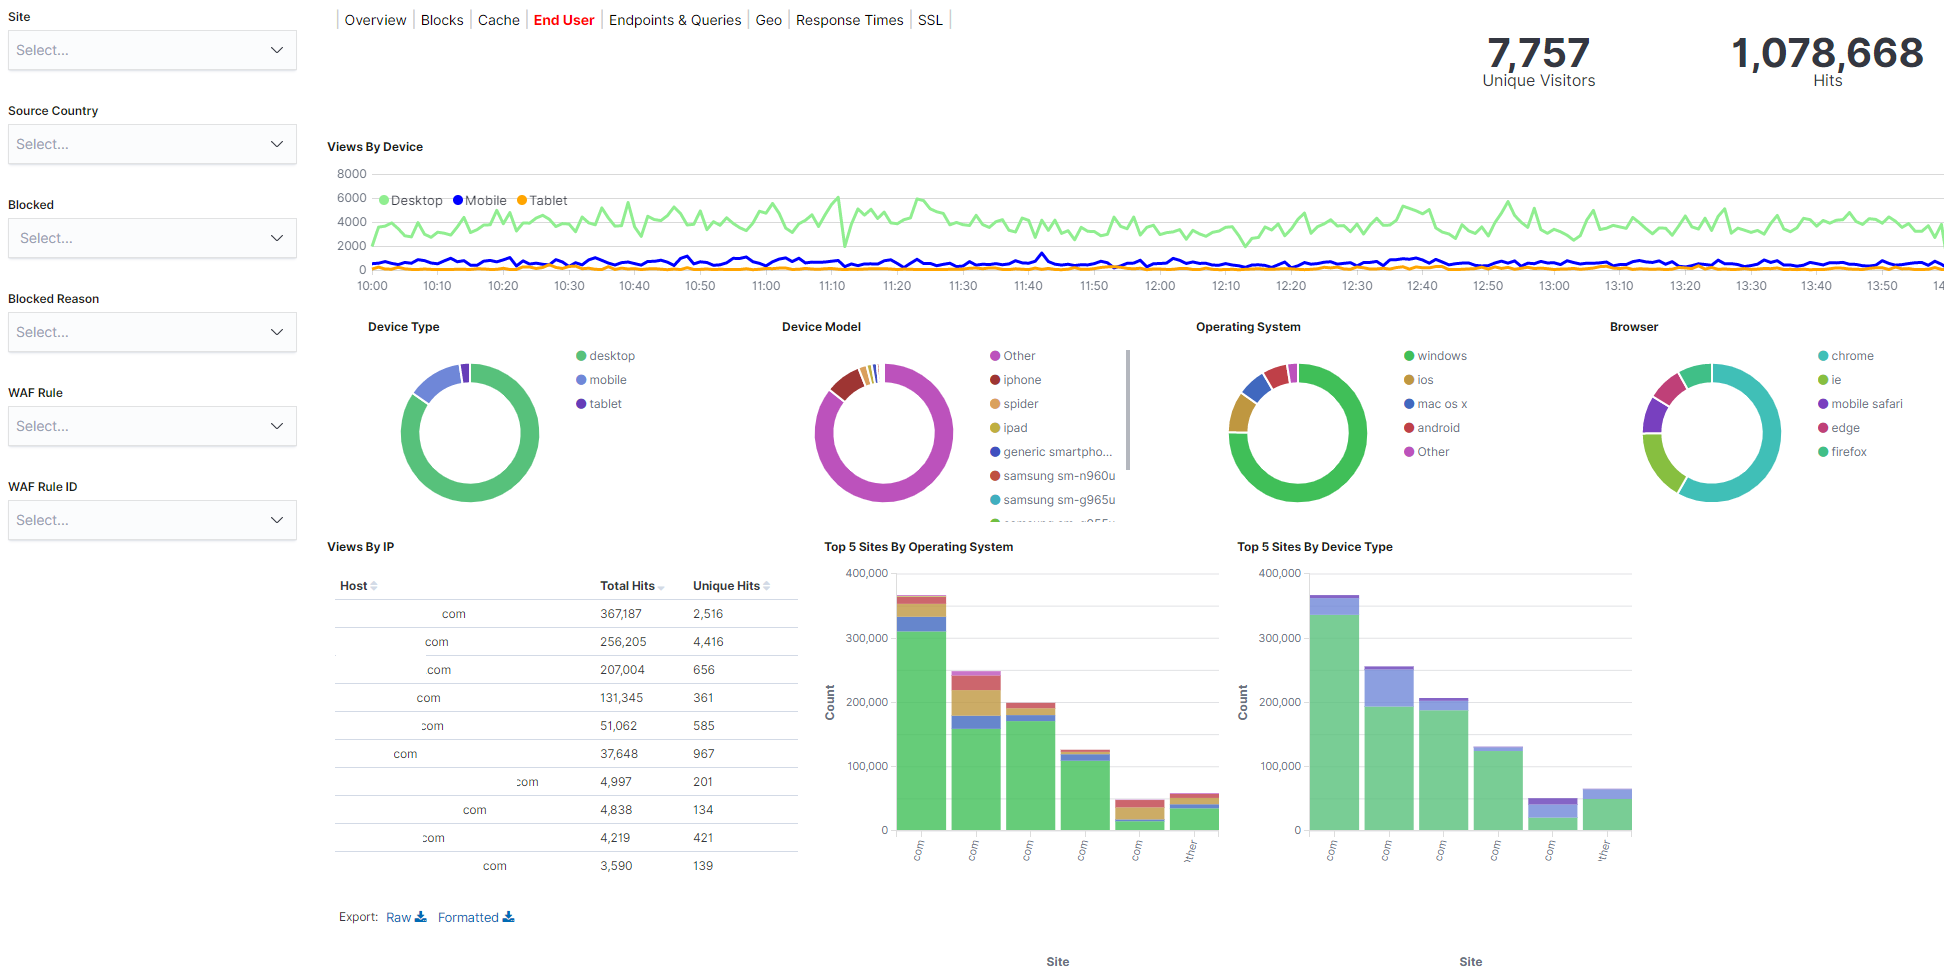 Site
Select...
Source Country
Select...
Blocked
Select...
Blocked Reason
Select...
WAF Rule
Select...
WAF Rule ID
Select...
Overview Blocks Cache End User Endpoints & Queries Geo Response Times SSL
7,757
Unique Visitors
1,078,668
Hits
Views By Device
8000
6000
4000
2000
0
Desktop Mobile Tablet
10:00 10:10 10:20 10:30 10:40 10:50 11:00 11:10 11:20 11:30 11:40 11:50 12:00 12:10 12:20 12:30 12:40 12:50 13:00 13:10 13:20 13:30 13:40 13:50 14
Device Type
desktop
mobile
tablet
Device Model
Other
iphone
spider
ipad
generic smartpho...
samsung sm-n960u
samsung sm-g965u
Operating System
windows
ios
mac os x
android
Other
Browser
chrome
ie
mobile safari
edge
firefox
Views By IP
Host Total Hits Unique Hits
com 367,187 2,516
com 256,205 4,416
com 207,004 656
com 131,345 361
com 51,062 585
com 37,648 967
com 4,997 201
com 4,838 134
com 4,219 421
com 3,590 139
Export: Raw Formatted
Top 5 Sites By Operating System
400,000
300,000
200,000
100,000
0
Count
com com com com com ther
Site
Top 5 Sites By Device Type
400,000
300,000
200,000
100,000
0
Count
com com com com com ther
Site